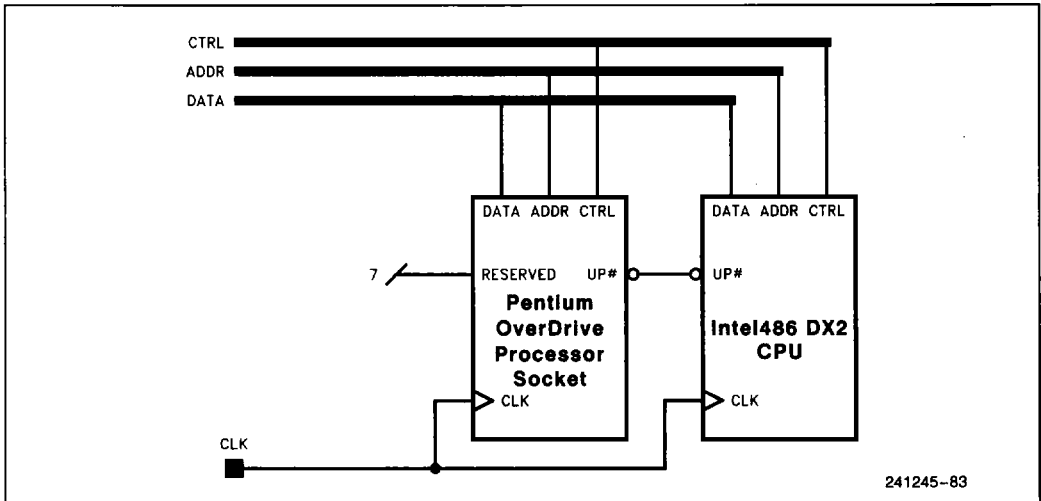 CTRL
ADDR
DATA
DATA ADDR CTRL
DATA ADDR CTRL
7
RESERVED UP#
UP#
Pentium
OverDrive
Processor
Socket
Intel486 DX2
CPU
CLK
CLK
CLK
241245-83